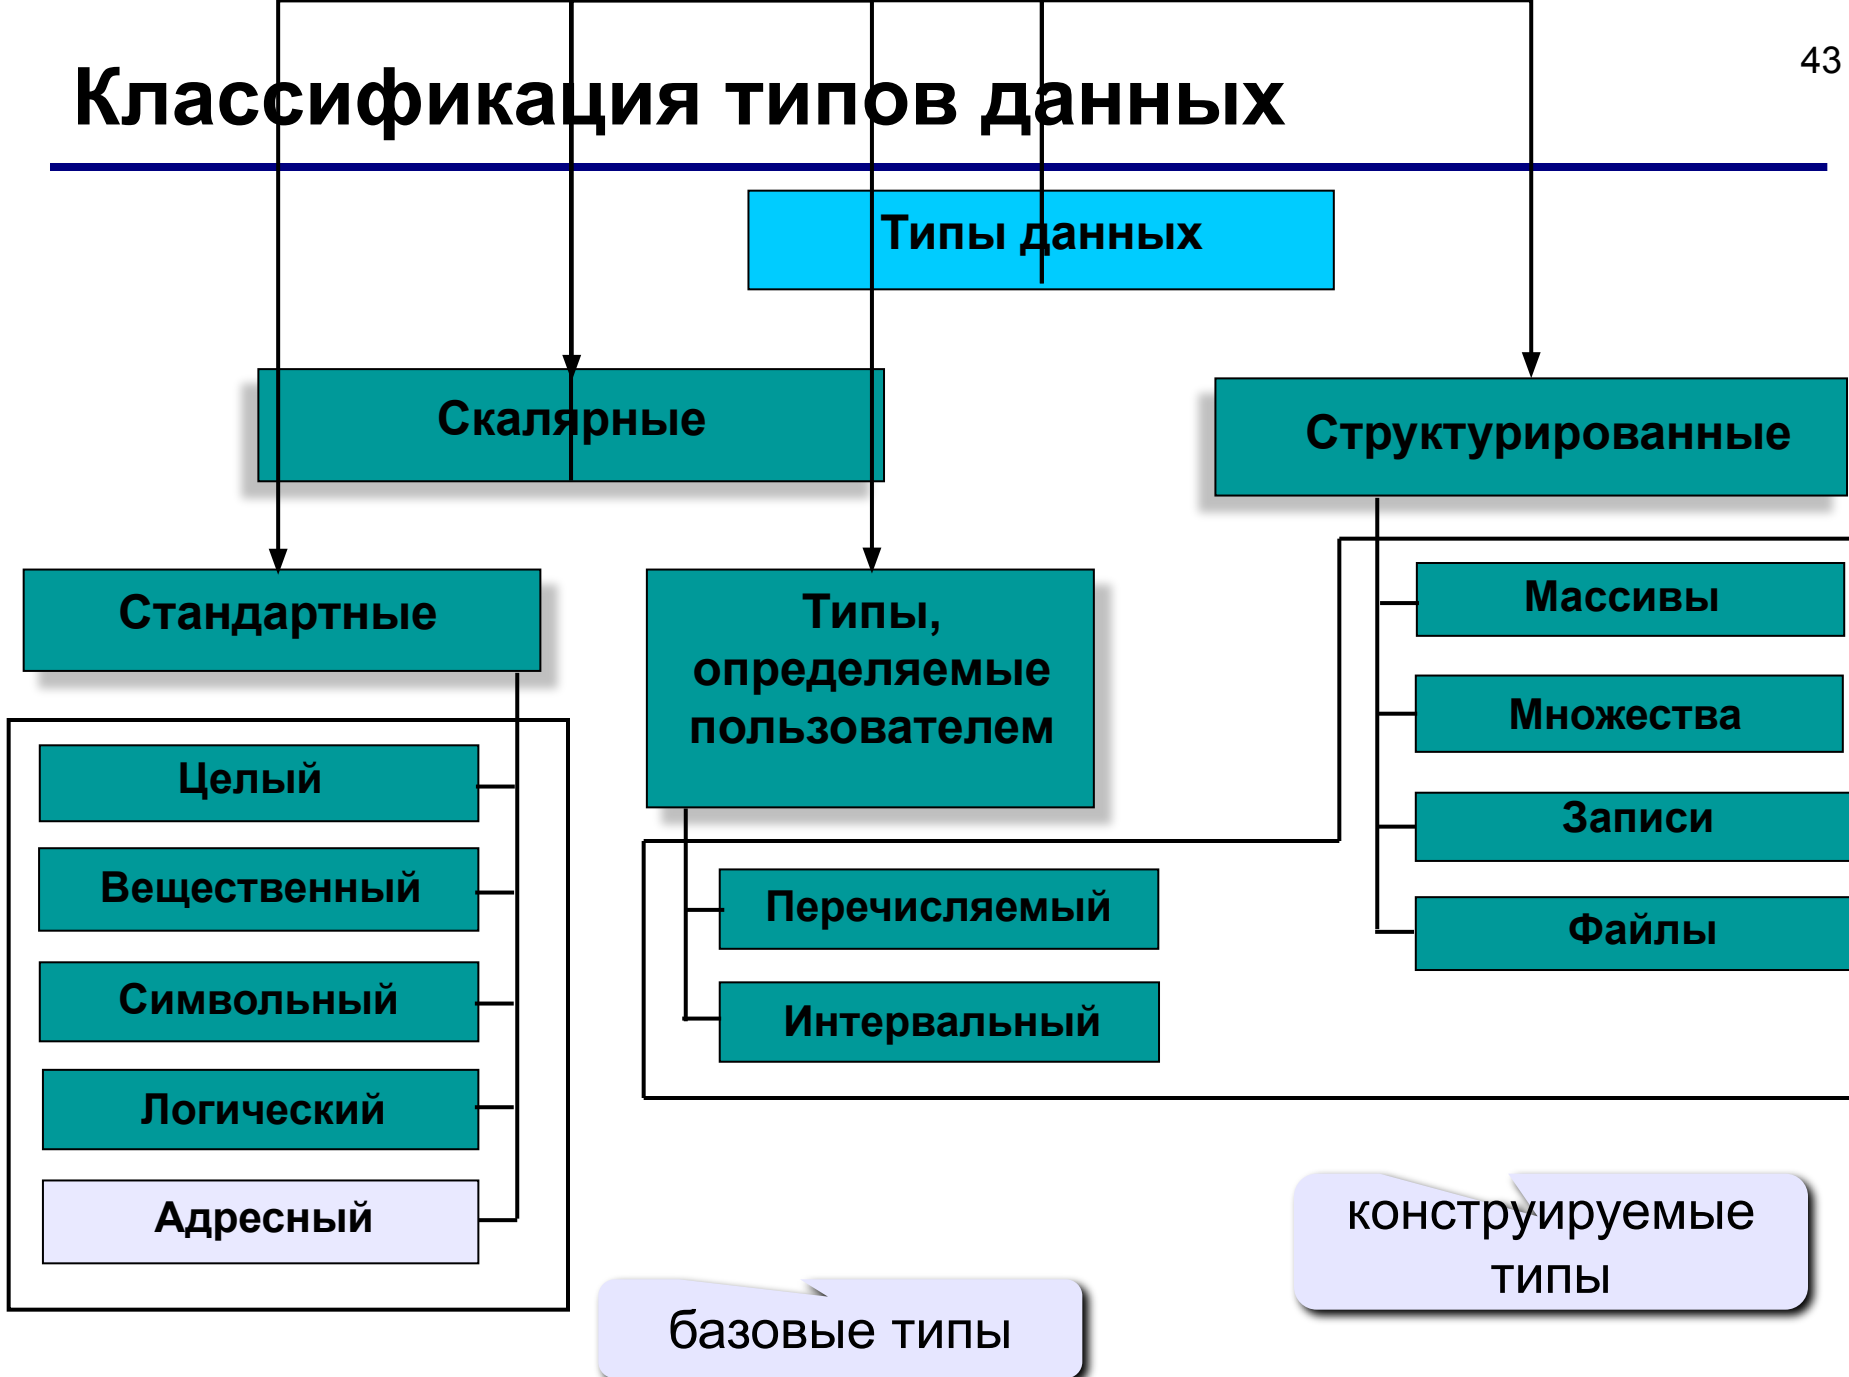 43
Классификация типов данных
Типы данных
Скалярные
Структурированные
Стандартные
Типы,
определяемые
пользователем
Массивы
Множества
Записи
Файлы
Целый
Вещественный
Символьный
Логический
Адресный
Перечисляемый
Интервальный
конструируемые
типы
базовые типы